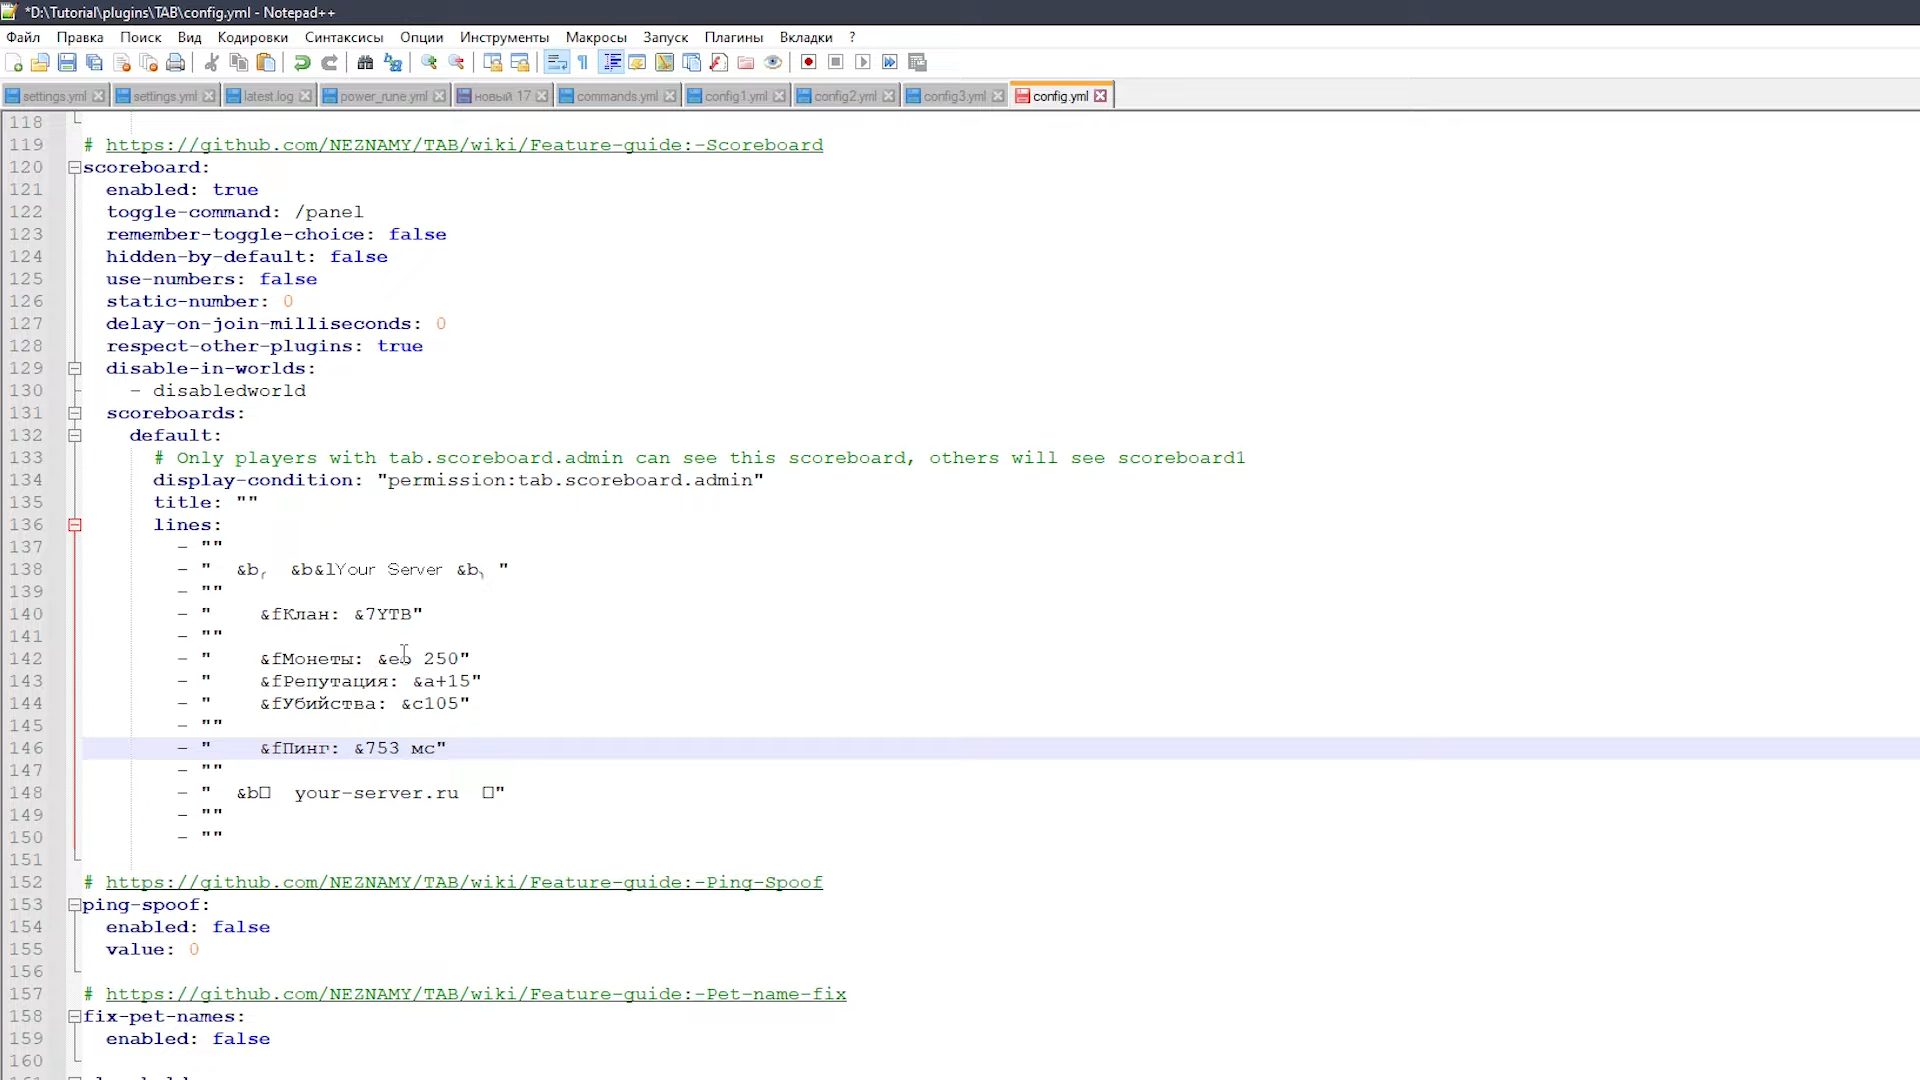 *D:\Tutorial\plugins\TAB\config.yml - Notepad++
Файл Правка Поиск Вид Кодировки Синтаксисы Опции Инструменты Макросы Запуск Плагины Вкладки ?
settings.yml settings.yml latest.log power_rune.yml новый 17 commands.yml config1.yml config2.yml config3.yml config.yml
118
119 # https://github.com/NEZNAMY/TAB/wiki/Feature-guide:-Scoreboard
120 scoreboard:
121 enabled: true
122 toggle-command: /panel
123 remember-toggle-choice: false
124 hidden-by-default: false
125 use-numbers: false
126 static-number: 0
127 delay-on-join-milliseconds: 0
128 respect-other-plugins: true
129 disable-in-worlds:
130 - disabledworld
131 scoreboards:
132 default:
133 # Only players with tab.scoreboard.admin can see this scoreboard, others will see scoreboard1
134 display-condition: "permission:tab.scoreboard.admin"
135 title: ""
136 lines:
137 - ""
138 - " &b╭ &b&lYour Server &b╮ "
139 - ""
140 - " &fКлан: &7YTB"
141 - ""
142 - " &fМонеты: 250"
143 - " &fРепутация: &a+15"
144 - " &fУбийства: &c105"
145 - ""
146 - " &fПинг: &753 мс"
147 - ""
148 - " &b□ your-server.ru □"
149 - ""
150 - ""
151
152 # https://github.com/NEZNAMY/TAB/wiki/Feature-guide:-Ping-Spoof
153 ping-spoof:
154 enabled: false
155 value: 0
156
157 # https://github.com/NEZNAMY/TAB/wiki/Feature-guide:-Pet-name-fix
158 fix-pet-names:
159 enabled: false
160